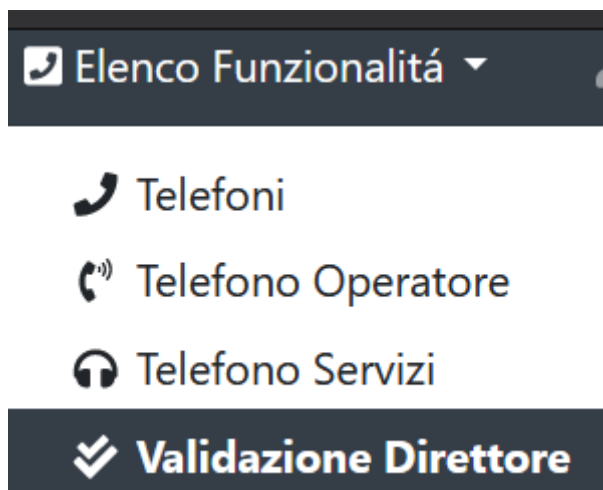 Elenco Funzionalitá
Telefoni
Telefono Operatore
Telefono Servizi
Validazione Direttore